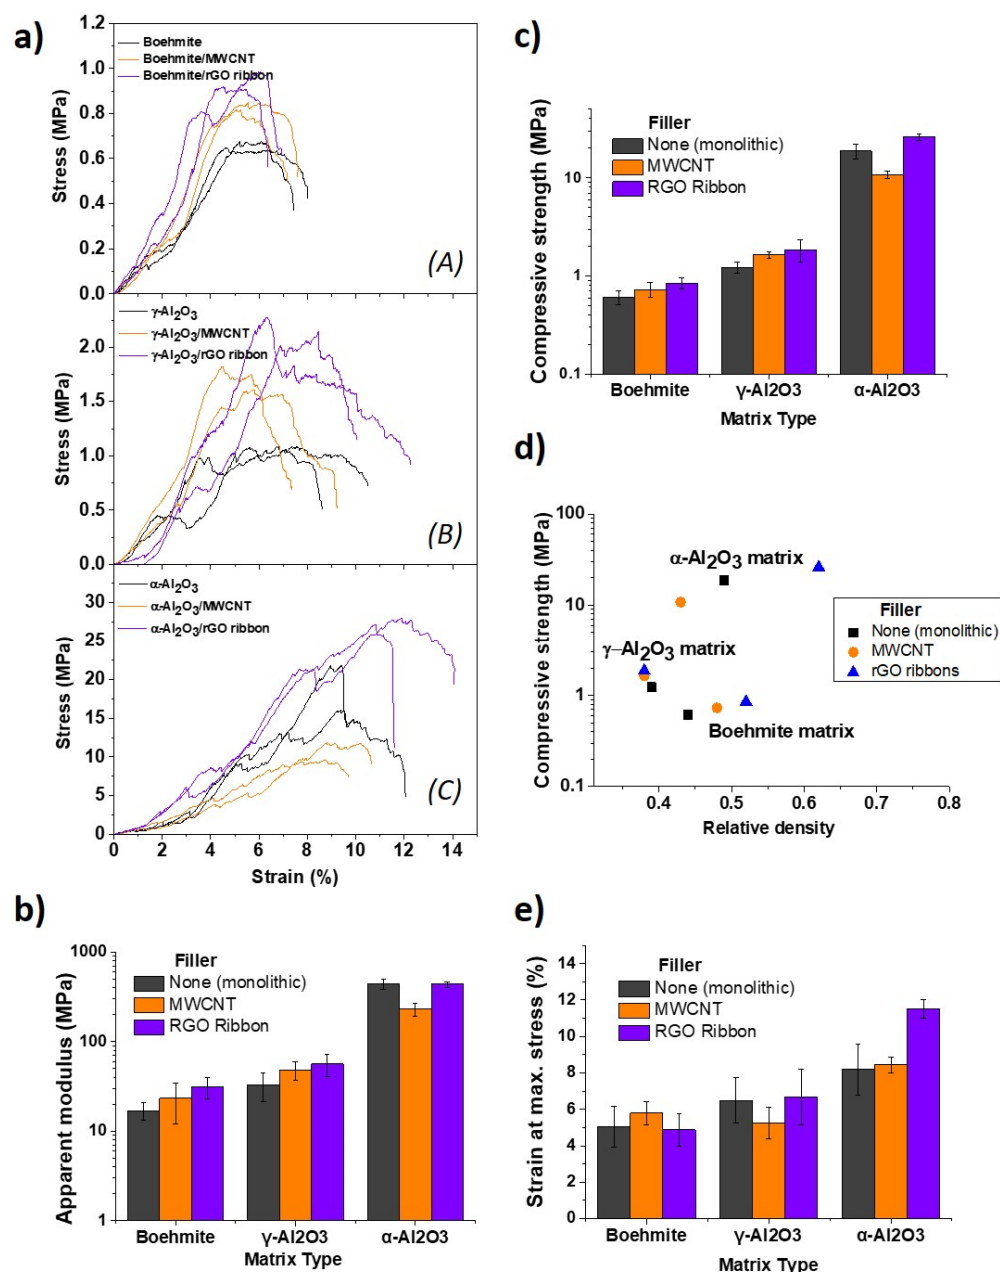 a)
1.2
1.0
0.8
0.6
0.4
0.2
0.0
Stress (MPa)
Boehmite
Boehmite/MWCNT
Boehmite/rGO ribbon
(A)
2.0
1.5
1.0
0.5
0.0
Stress (MPa)
γ-Al2O3
γ-Al2O3/MWCNT
γ-Al2O3/rGO ribbon
(B)
30
25
20
15
10
5
0
Stress (MPa)
α-Al2O3
α-Al2O3/MWCNT
α-Al2O3/rGO ribbon
(C)
0 2 4 6 8 10 12 14
Strain (%)
b)
1000
100
10
1
Apparent modulus (MPa)
Filler
None (monolithic)
MWCNT
RGO Ribbon
Boehmite γ-Al2O3 α-Al2O3
Matrix Type
c)
10
1
0.1
Compressive strength (MPa)
Filler
None (monolithic)
MWCNT
RGO Ribbon
Boehmite γ-Al2O3 α-Al2O3
Matrix Type
d)
100
10
1
0.1
Compressive strength (MPa)
α-Al2O3 matrix
γ–Al2O3 matrix
Boehmite matrix
Filler
None (monolithic)
MWCNT
rGO ribbons
0.4 0.5 0.6 0.7 0.8
Relative density
e)
14
12
10
8
6
4
2
0
Strain at max. stress (%)
Filler
None (monolithic)
MWCNT
RGO Ribbon
Boehmite γ-Al2O3 α-Al2O3
Matrix Type